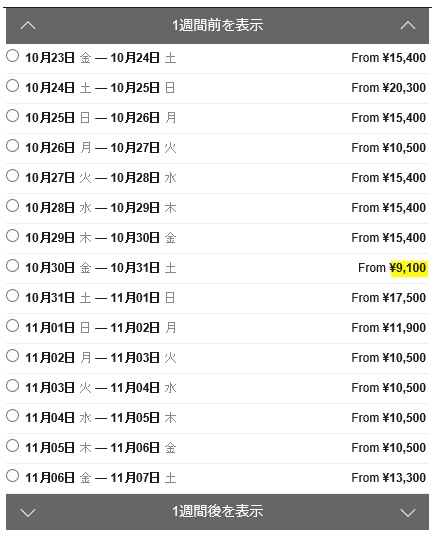 1週間前を表示
10月23日 金 — 10月24日 土 From ¥15,400
10月24日 土 — 10月25日 日 From ¥20,300
10月25日 日 — 10月26日 月 From ¥15,400
10月26日 月 — 10月27日 火 From ¥10,500
10月27日 火 — 10月28日 水 From ¥15,400
10月28日 水 — 10月29日 木 From ¥15,400
10月29日 木 — 10月30日 金 From ¥15,400
10月30日 金 — 10月31日 土 From ¥9,100
10月31日 土 — 11月01日 日 From ¥17,500
11月01日 日 — 11月02日 月 From ¥11,900
11月02日 月 — 11月03日 火 From ¥10,500
11月03日 火 — 11月04日 水 From ¥10,500
11月04日 水 — 11月05日 木 From ¥10,500
11月05日 木 — 11月06日 金 From ¥10,500
11月06日 金 — 11月07日 土 From ¥13,300
1週間後を表示